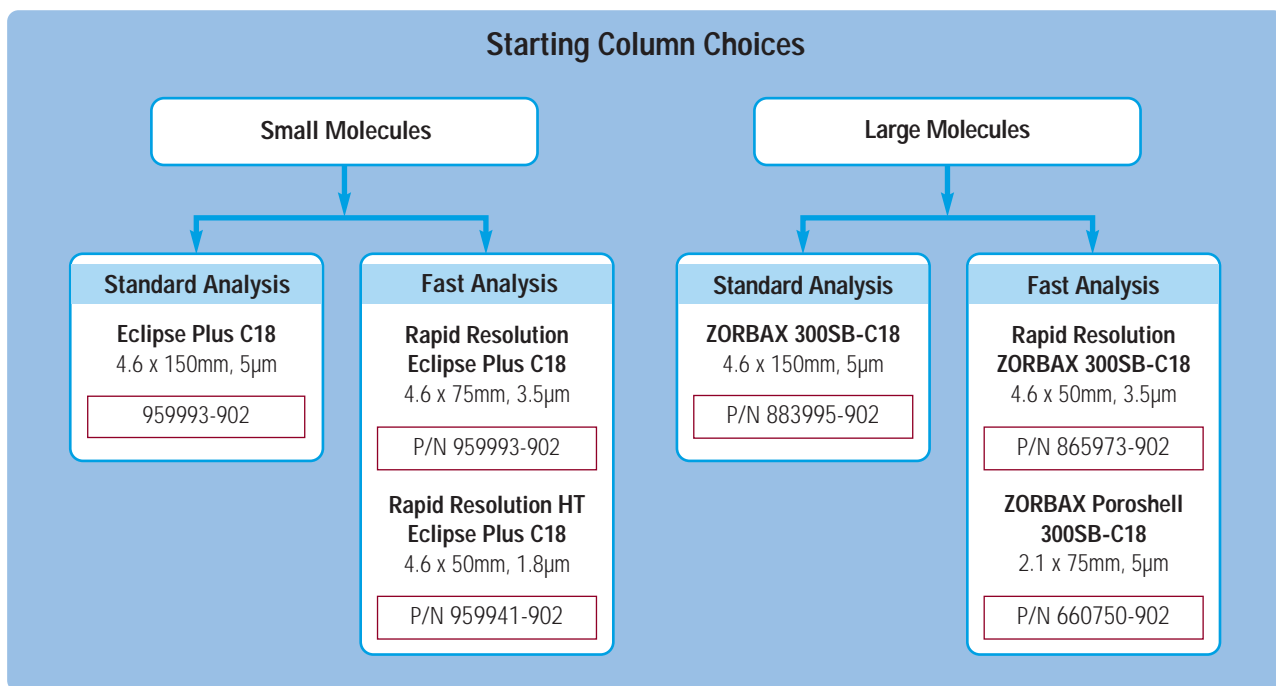 Starting Column Choices
Small Molecules
Standard Analysis
Eclipse Plus C18
4.6 x 150mm, 5µm
959993-902
Fast Analysis
Rapid Resolution
Eclipse Plus C18
4.6 x 75mm, 3.5µm
P/N 959993-902
Rapid Resolution HT
Eclipse Plus C18
4.6 x 50mm, 1.8µm
P/N 959941-902
Large Molecules
Standard Analysis
ZORBAX 300SB-C18
4.6 x 150mm, 5µm
P/N 883995-902
Fast Analysis
Rapid Resolution
ZORBAX 300SB-C18
4.6 x 50mm, 3.5µm
P/N 865973-902
ZORBAX Poroshell
300SB-C18
2.1 x 75mm, 5µm
P/N 660750-902